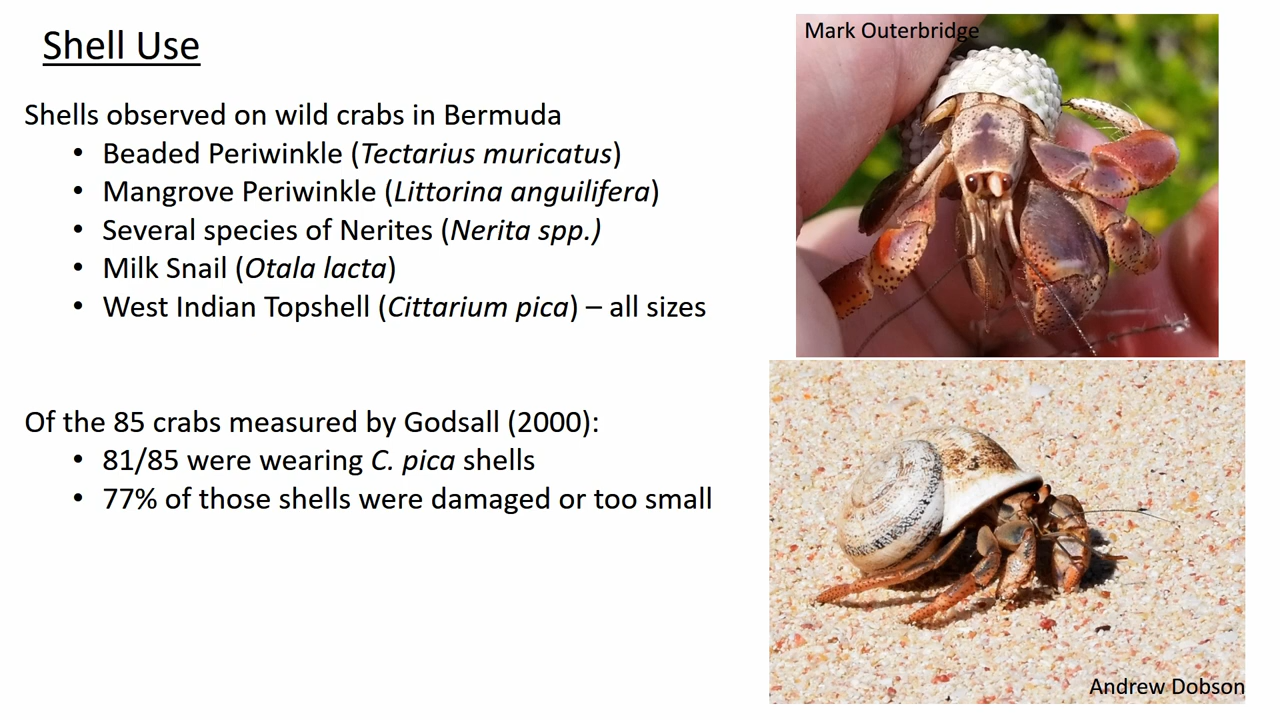 Shell Use
Shells observed on wild crabs in Bermuda
• Beaded Periwinkle (Tectarius muricatus)
• Mangrove Periwinkle (Littorina anguilifera)
• Several species of Nerites (Nerita spp.)
• Milk Snail (Otala lacta)
• West Indian Topshell (Cittarium pica) – all sizes
Of the 85 crabs measured by Godsall (2000):
• 81/85 were wearing C. pica shells
• 77% of those shells were damaged or too small
Mark Outerbridge
Andrew Dobson